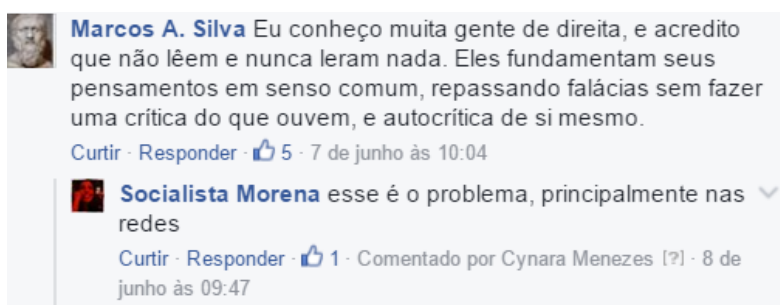 Marcos A. Silva Eu conheço muita gente de direita, e acredito
que não lêem e nunca leram nada. Eles fundamentam seus
pensamentos em senso comum, repassando falácias sem fazer
uma crítica do que ouvem, e autocrítica de si mesmo.
Curtir · Responder · 5 · 7 de junho às 10:04
Socialista Morena esse é o problema, principalmente nas
redes
Curtir · Responder · 1 · Comentado por Cynara Menezes [?] · 8 de
junho às 09:47